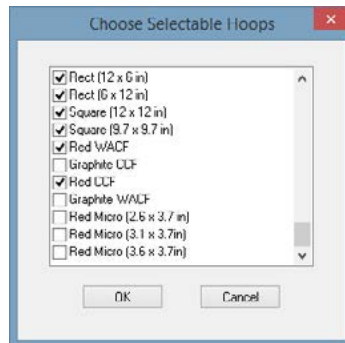 Choose Selectable Hoops
Rect (12 x 6 in)
Rect (6 x 12 in)
Square (12 x 12 in)
Square (9.7 x 9.7 in)
Red WACF
Graphite CCF
Red CCF
Graphite WACF
Red Micro (2.6 x 3.7 in)
Red Micro (3.1 x 3.7in)
Red Micro (3.6 x 3.7in)
OK Cancel